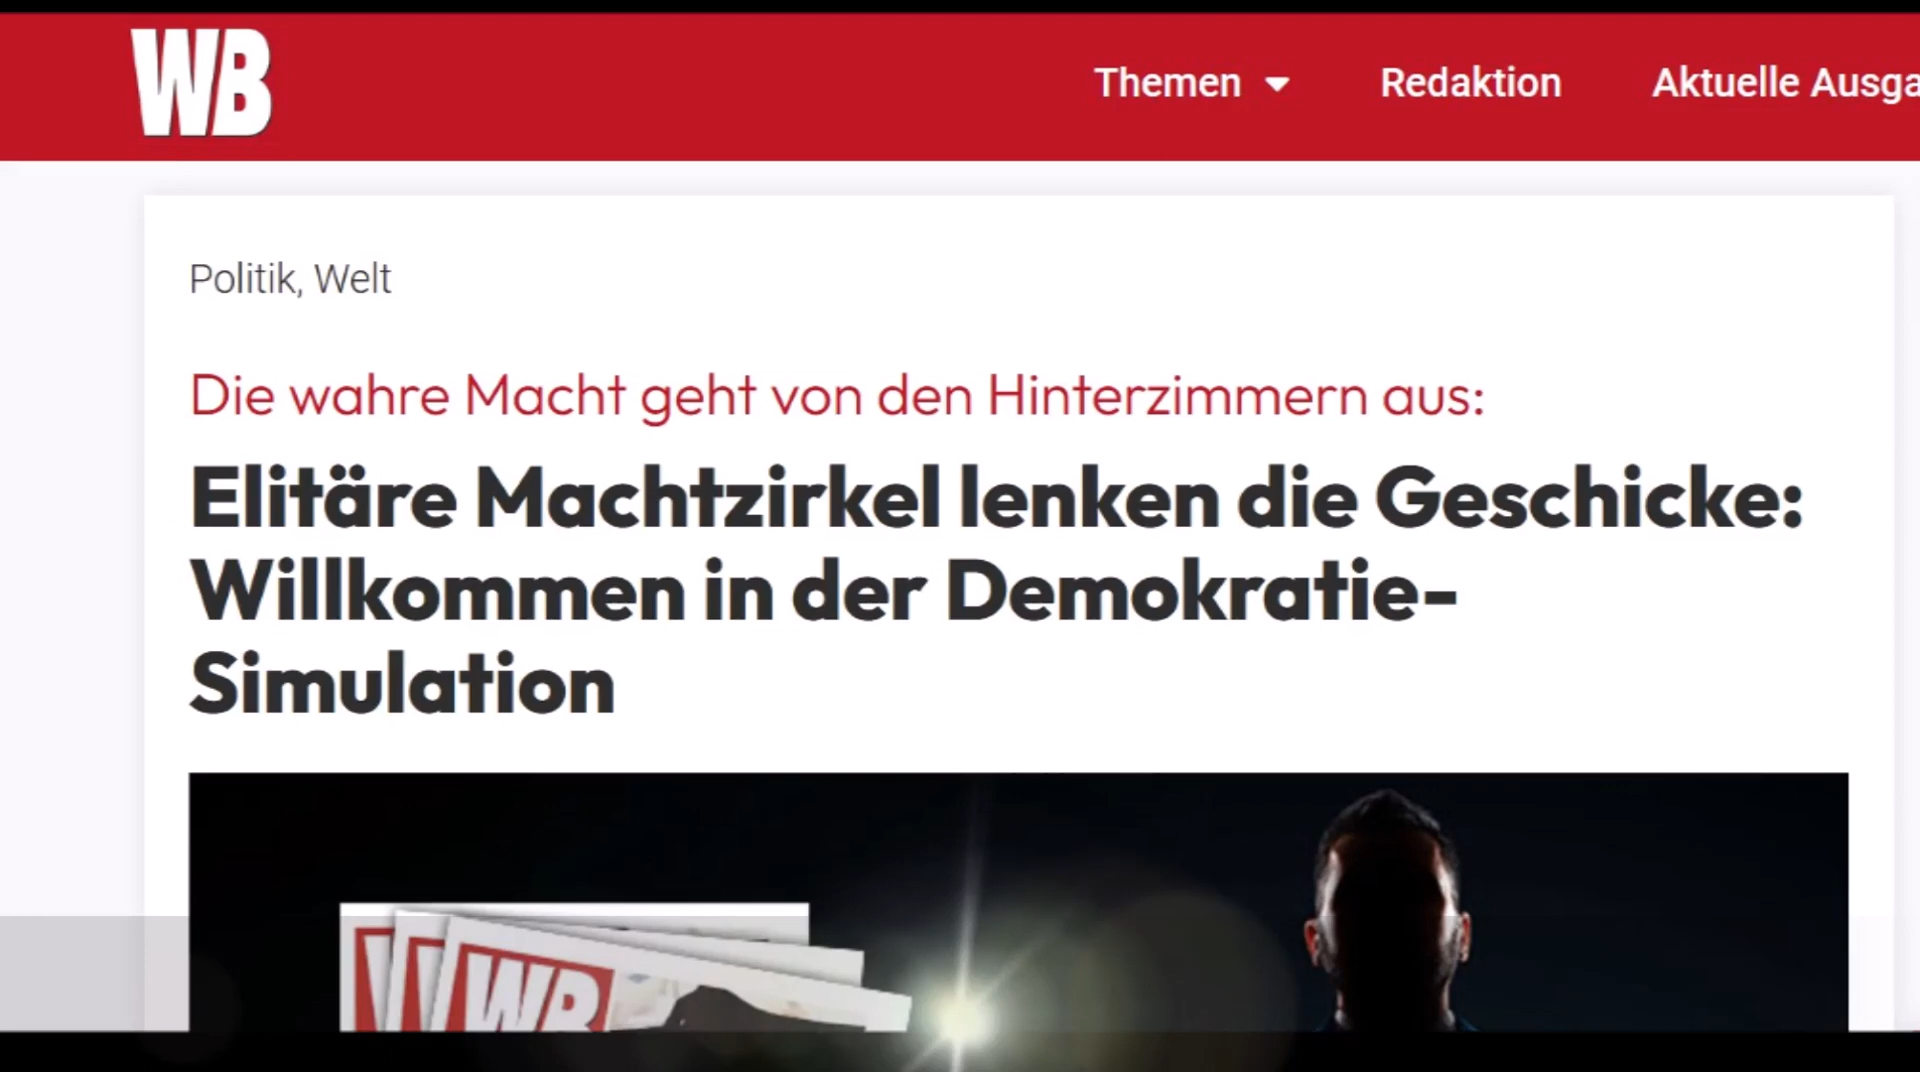 WB
Themen Redaktion Aktuelle Ausga
Politik, Welt
Die wahre Macht geht von den Hinterzimmern aus:
Elitäre Machtzirkel lenken die Geschicke:
Willkommen in der Demokratie-
Simulation
WB